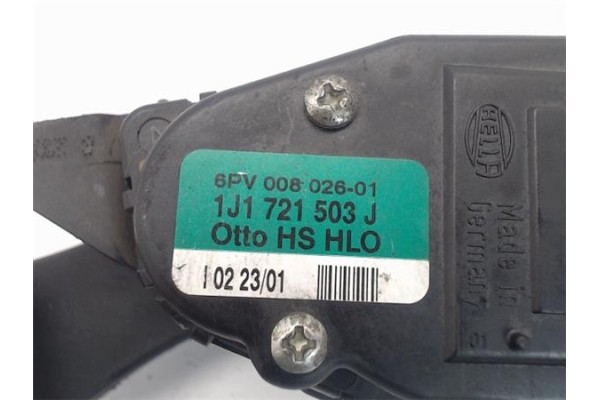 6PV 008 026-01
1J1 721 503 J
Otto HS HLO
I 02 23/01
HELLA
Made in
Germany
01